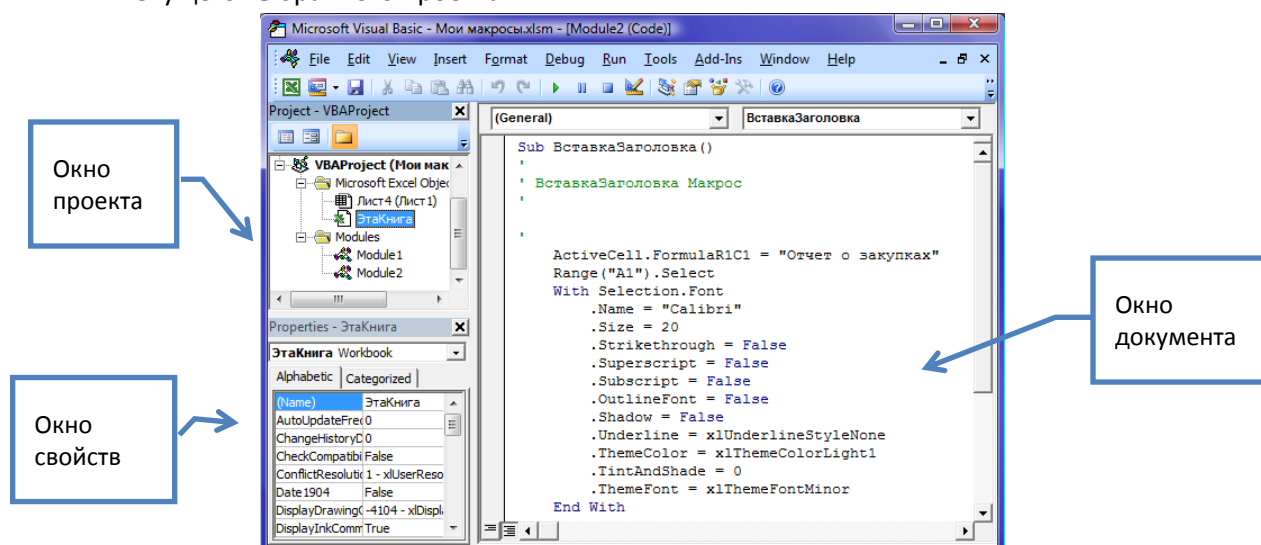 Microsoft Visual Basic - Мои макросы.xlsm - [Module2 (Code)]
File Edit View Insert Format Debug Run Tools Add-Ins Window Help
Project - VBAProject
(General)
ВставкаЗаголовка
VBAProject (Мои мак
Microsoft Excel Objec
Лист4 (Лист1)
ЭтаКнига
Modules
Module1
Module2
Properties - ЭтаКнига
ЭтаКнига Workbook
Alphabetic Categorized
(Name) ЭтаКнига
AutoUpdateFrec 0
ChangeHistoryD 0
CheckCompatibi False
ConflictResolutic 1 - xlUserReso
Date1904 False
DisplayDrawingC -4104 - xlDispl
DisplayInkComm True
Sub ВставкаЗаголовка()
'
' ВставкаЗаголовка Макрос
'
'
ActiveCell.FormulaR1C1 = "Отчет о закупках"
Range("A1").Select
With Selection.Font
.Name = "Calibri"
.Size = 20
.Strikethrough = False
.Superscript = False
.Subscript = False
.OutlineFont = False
.Shadow = False
.Underline = xlUnderlineStyleNone
.ThemeColor = xlThemeColorLight1
.TintAndShade = 0
.ThemeFont = xlThemeFontMinor
End With
Окно
проекта
Окно
свойств
Окно
документа